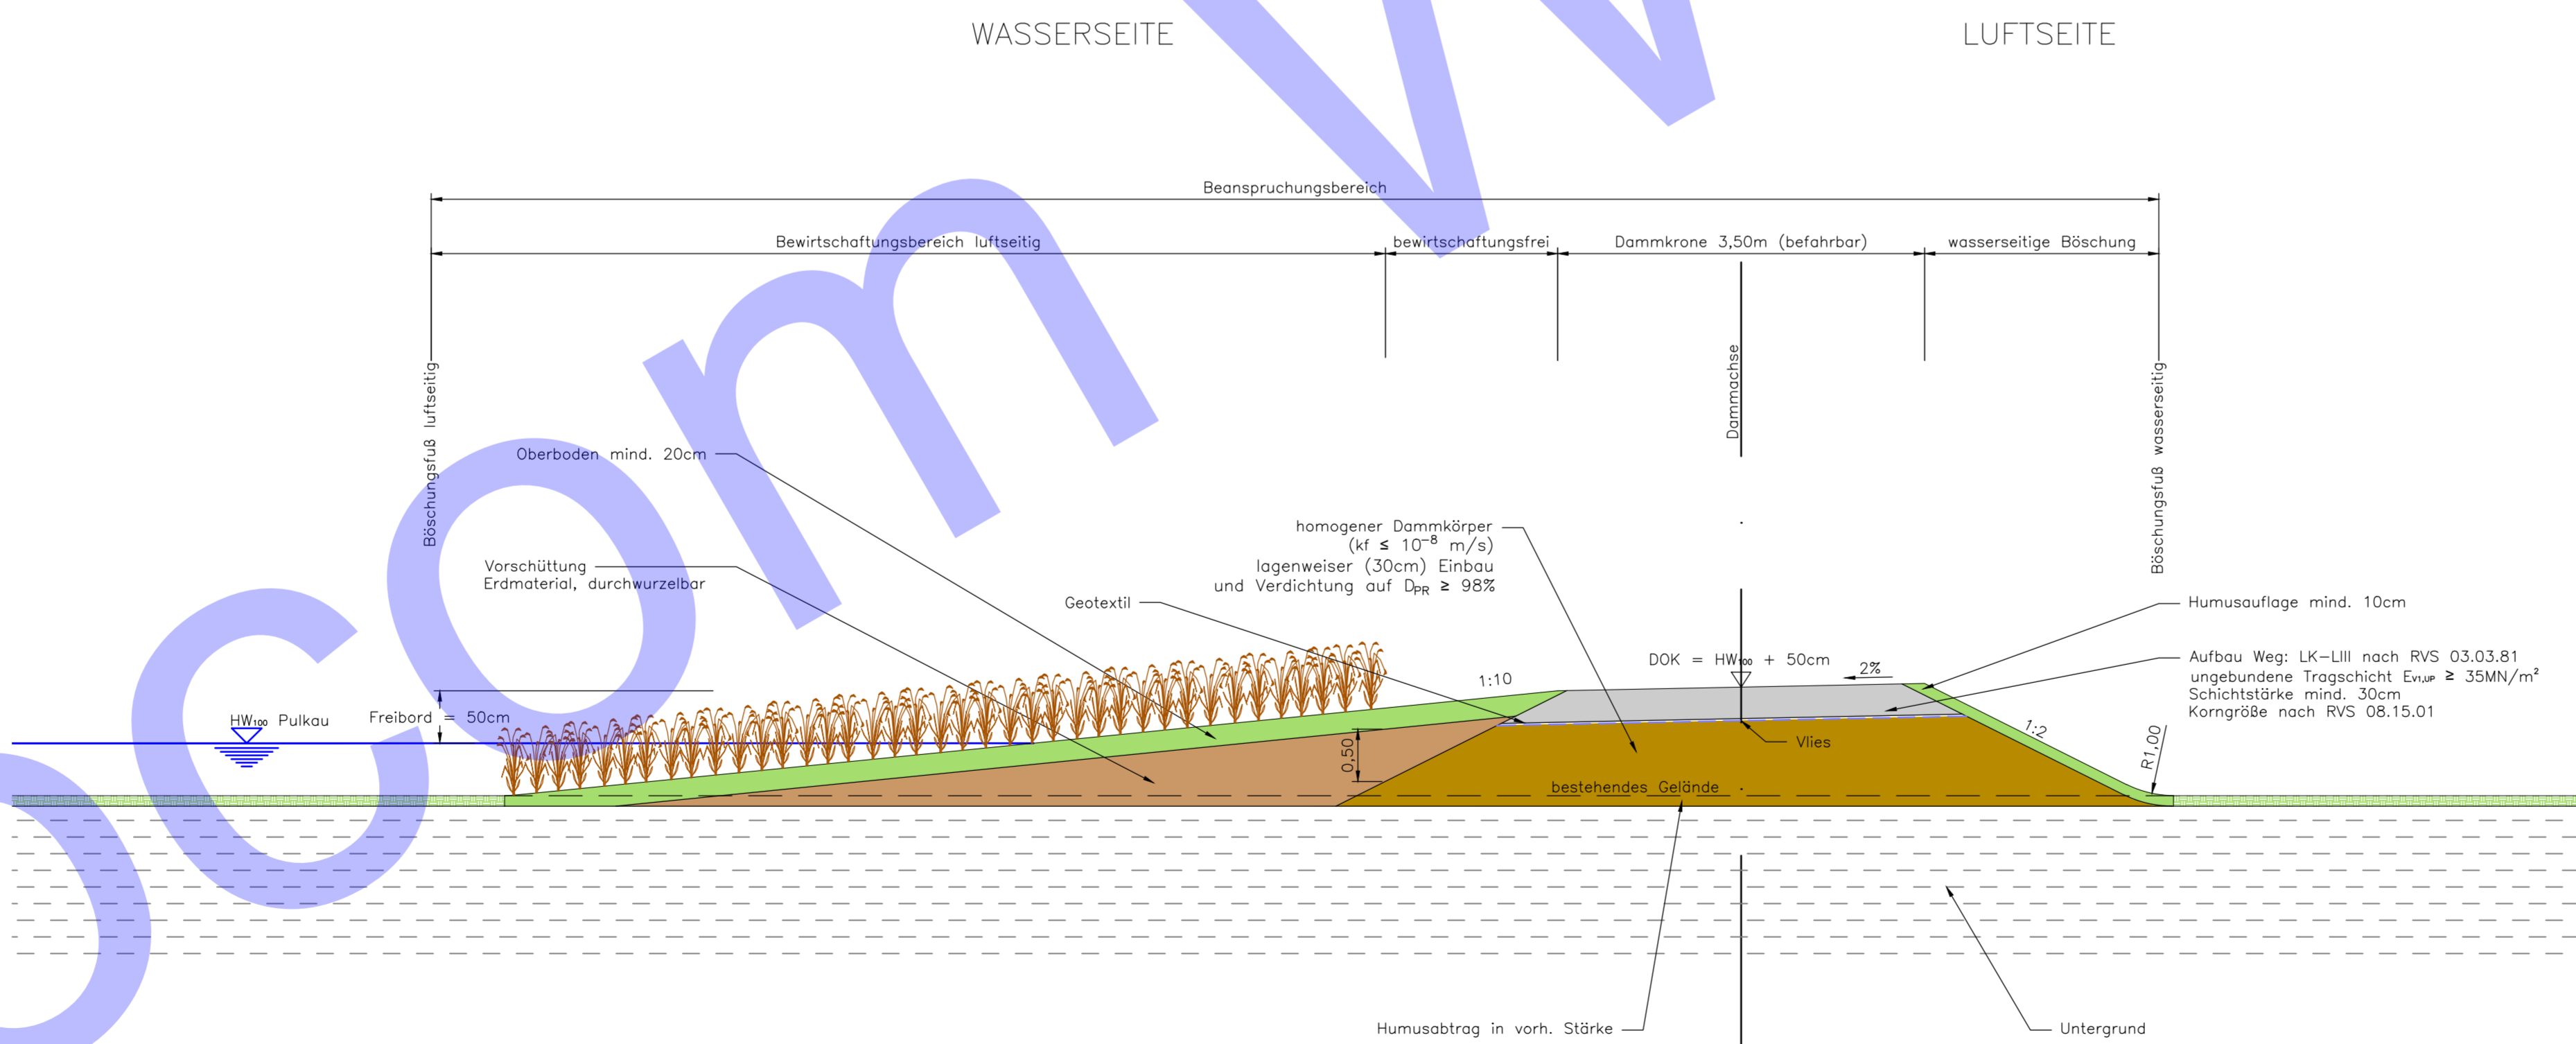 WASSERSEITE
LUFTSEITE
Beanspruchungsbereich
Bewirtschaftungsbereich luftseitig
bewirtschaftungsfrei
Dammkrone 3,50m (befahrbar)
wasserseitige Böschung
Böschungsfuß luftseitig
Dammachse
Böschungsfuß wasserseitig
Oberboden mind. 20cm
homogener Dammkörper
(kf ≤ 10⁻⁸ m/s)
lagenweiser (30cm) Einbau
und Verdichtung auf DPR ≥ 98%
Vorschüttung
Erdmaterial, durchwurzelbar
Geotextil
Humusauflage mind. 10cm
DOK = HW100 + 50cm
2%
Aufbau Weg: LK-LIII nach RVS 03.03.81
ungebundene Tragschicht Ev1,UP ≥ 35MN/m²
Schichtstärke mind. 30cm
Korngröße nach RVS 08.15.01
1:10
HW100 Pulkau
Freibord = 50cm
1:2
R1,00
Vlies
0,50
bestehendes Gelände
Humusabtrag in vorh. Stärke
Untergrund
com